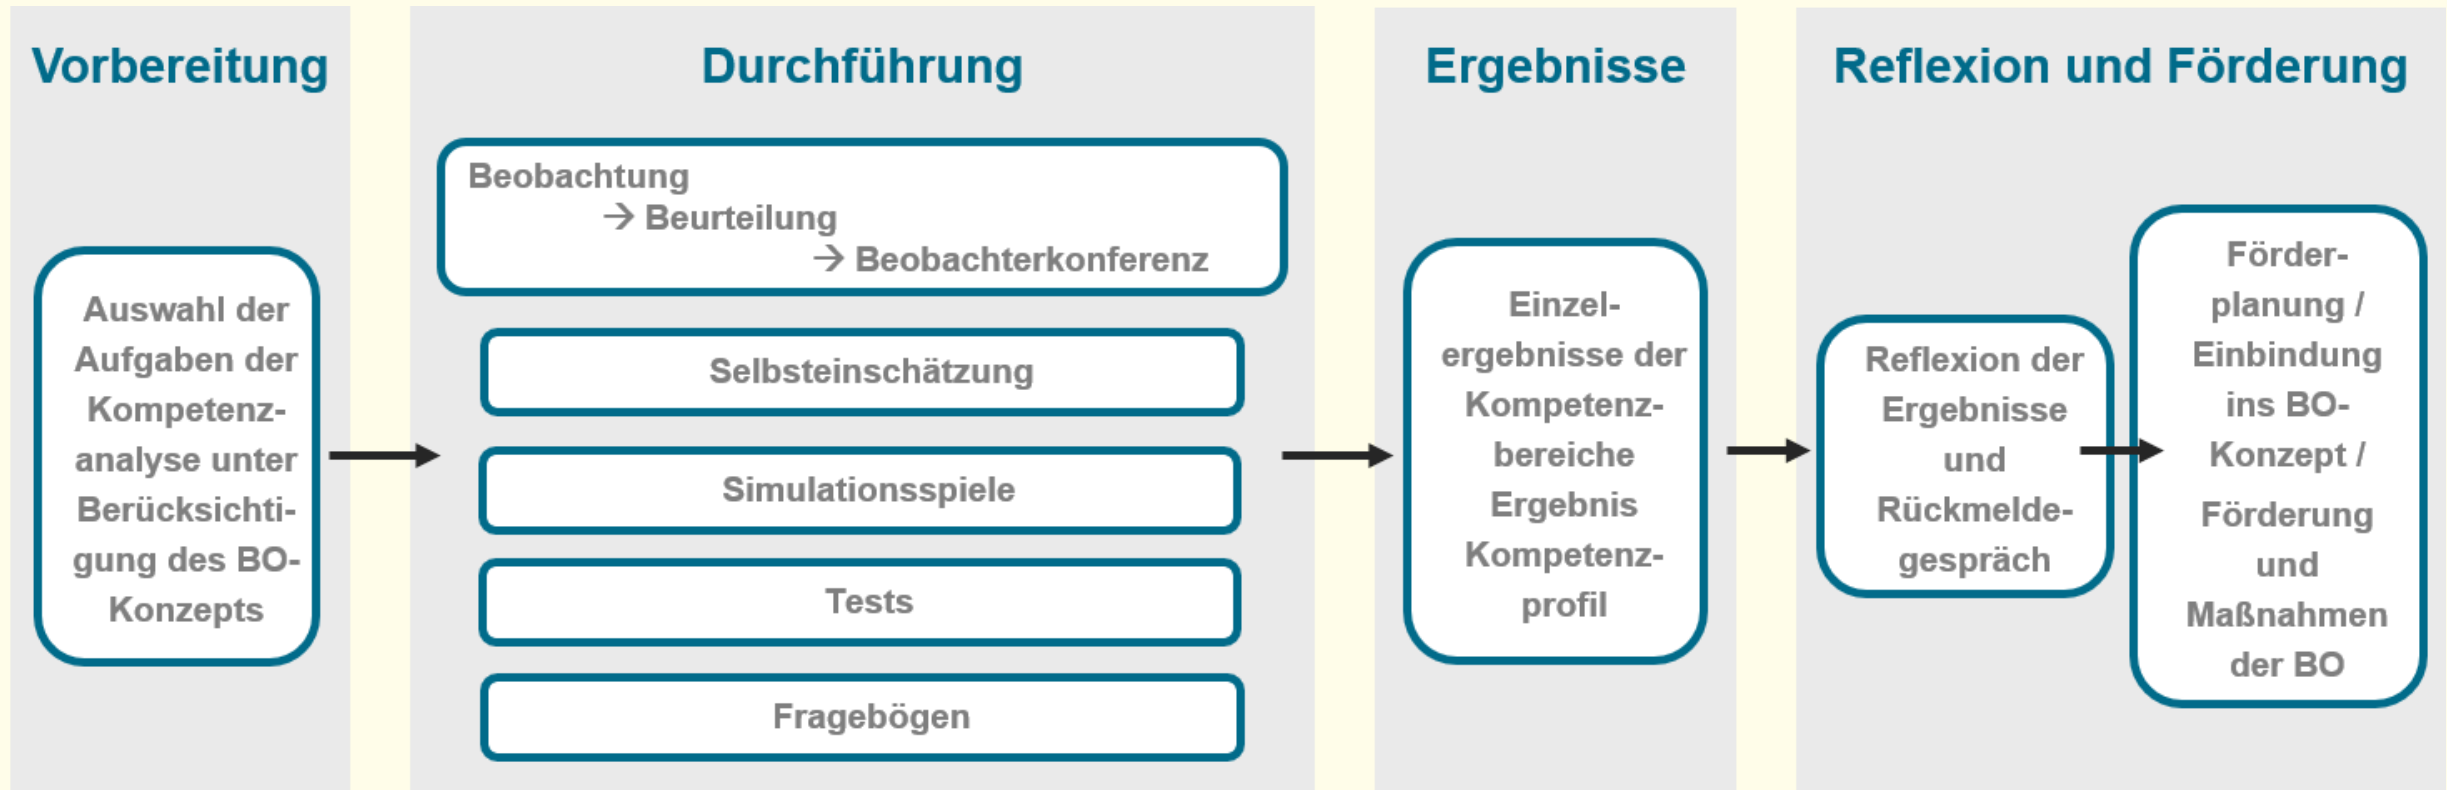 Vorbereitung
Auswahl der
Aufgaben der
Kompetenz-
analyse unter
Berücksichti-
gung des BO-
Konzepts
Durchführung
Beobachtung
→ Beurteilung
→ Beobachterkonferenz
Selbsteinschätzung
Simulationsspiele
Tests
Fragebögen
Ergebnisse
Einzel-
ergebnisse der
Kompetenz-
bereiche
Ergebnis
Kompetenz-
profil
Reflexion und Förderung
Reflexion der
Ergebnisse
und
Rückmelde-
gespräch
Förder-
planung /
Einbindung
ins BO-
Konzept /
Förderung
und
Maßnahmen
der BO